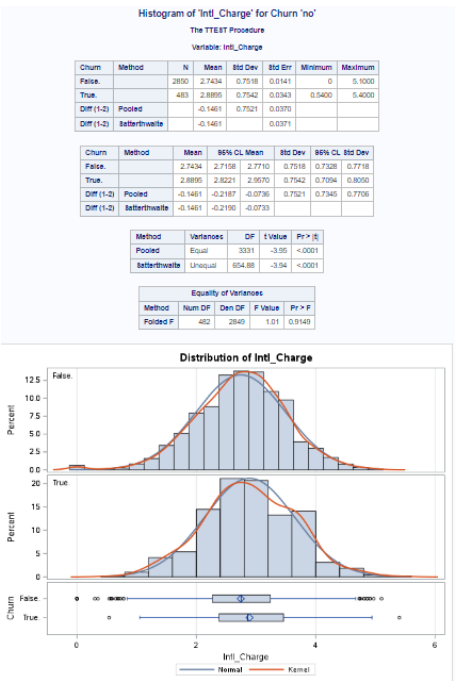 Histogram of 'Intl_Charge' for Churn 'no'
The TTEST Procedure
Variable: Intl_Charge
Churn Method N Mean Std Dev Std Err Minimum Maximum
False. 2850 2.7434 0.7518 0.0141 0 5.1000
True. 483 2.8895 0.7542 0.0343 0.5400 5.4000
Diff (1-2) Pooled -0.1461 0.7521 0.0370
Diff (1-2) Satterthwaite -0.1461 0.0371
Churn Method Mean 95% CL Mean Std Dev 95% CL Std Dev
False. 2.7434 2.7158 2.7710 0.7518 0.7328 0.7718
True. 2.8895 2.8221 2.9570 0.7542 0.7094 0.8050
Diff (1-2) Pooled -0.1461 -0.2187 -0.0736 0.7521 0.7345 0.7706
Diff (1-2) Satterthwaite -0.1461 -0.2190 -0.0733
Method Variances DF t Value Pr > |t|
Pooled Equal 3331 -3.95 <.0001
Satterthwaite Unequal 654.88 -3.94 <.0001
Equality of Variances
Method Num DF Den DF F Value Pr > F
Folded F 482 2849 1.01 0.9149
Distribution of Intl_Charge
False.
Percent
12.5
10.0
7.5
5.0
2.5
0.0
True.
Percent
20
15
10
5
0
Churn
False.
True.
0 2 4 6
Intl_Charge
Normal Kernel